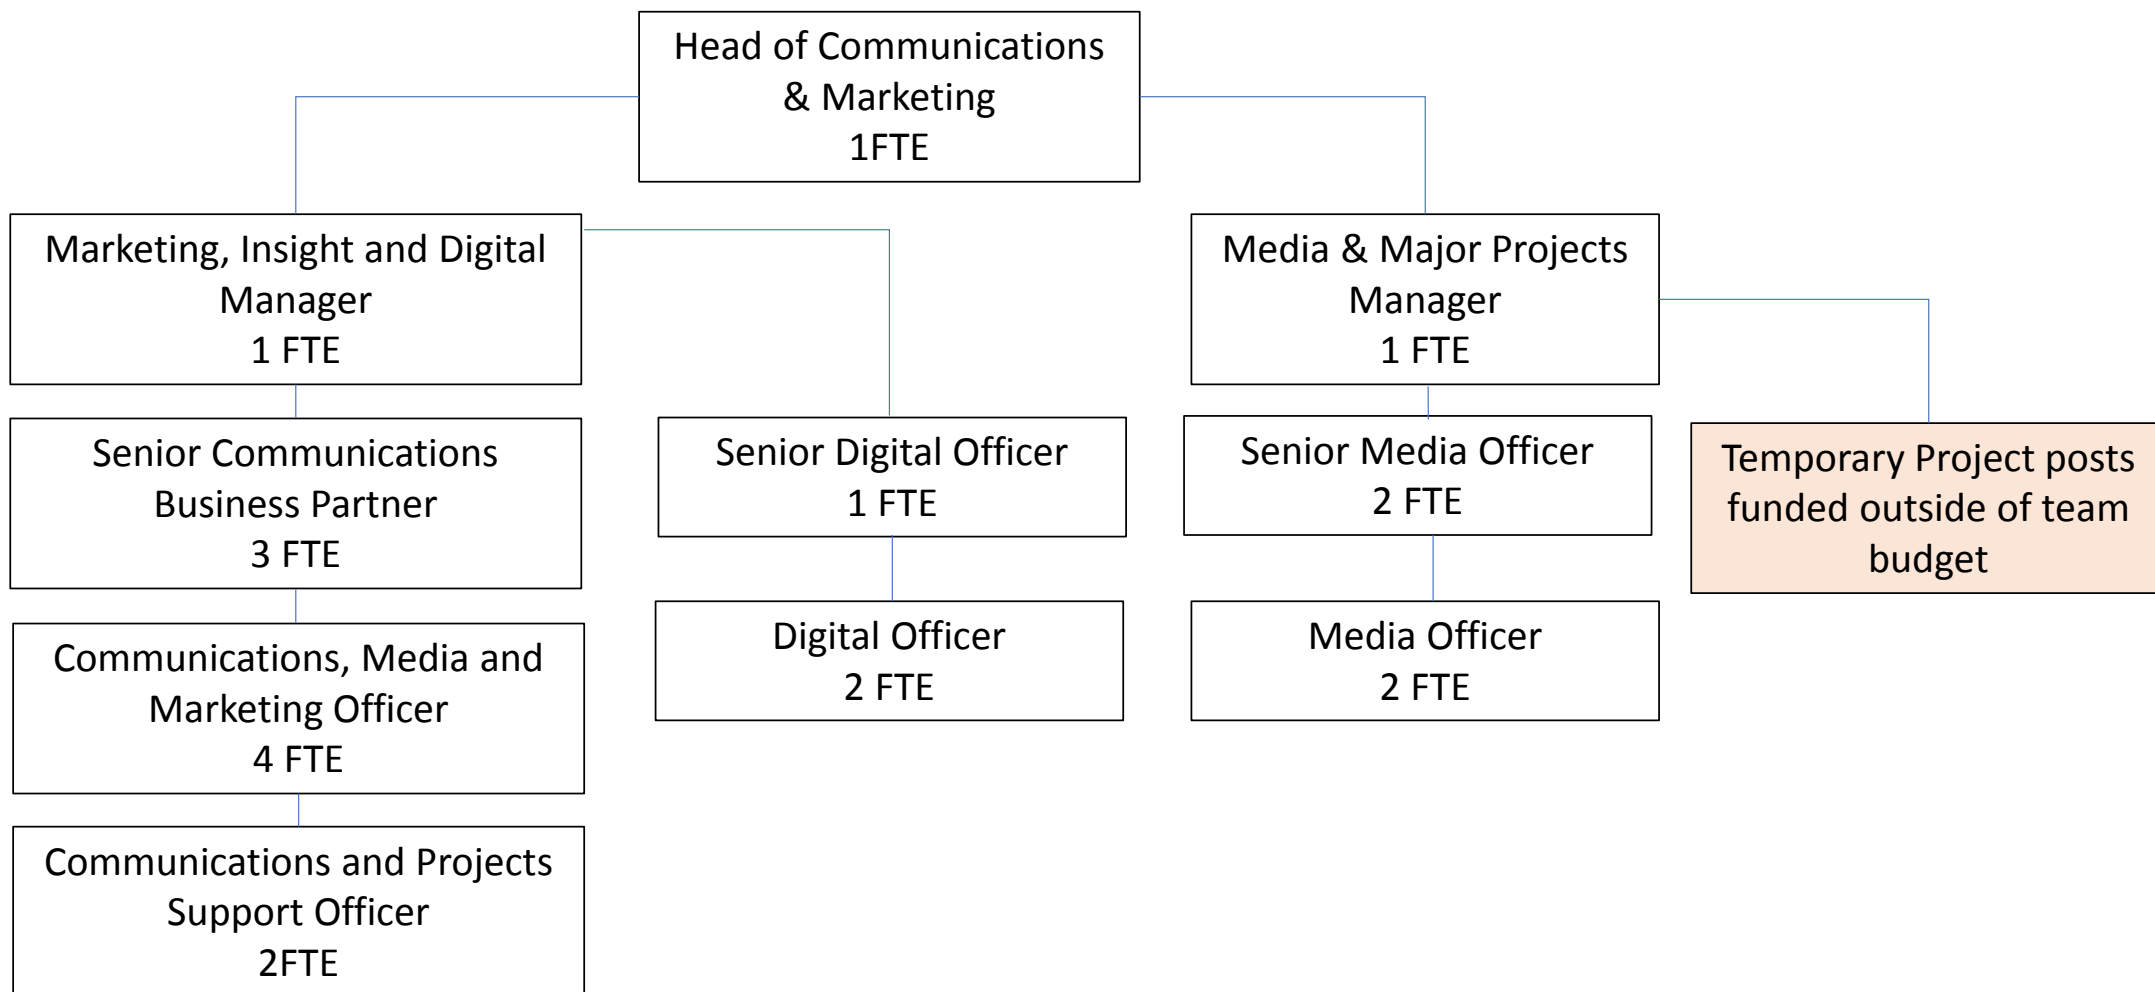 Head of Communications
& Marketing
1FTE
Marketing, Insight and Digital
Manager
1 FTE
Media & Major Projects
Manager
1 FTE
Senior Communications
Business Partner
3 FTE
Senior Digital Officer
1 FTE
Senior Media Officer
2 FTE
Temporary Project posts
funded outside of team
budget
Communications, Media and
Marketing Officer
4 FTE
Digital Officer
2 FTE
Media Officer
2 FTE
Communications and Projects
Support Officer
2FTE